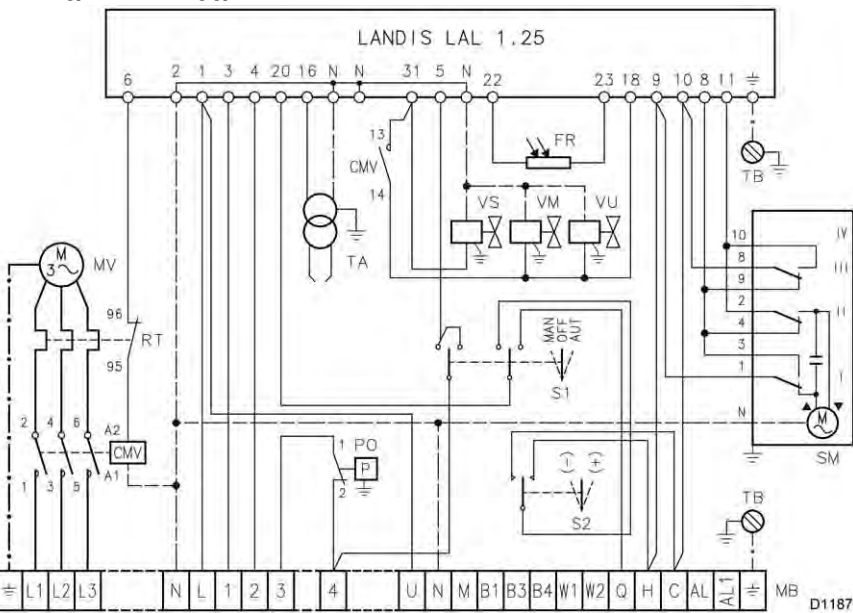 LANDIS LAL 1.25
6 2 1 3 4 20 16 N N 31 5 N 22 23 18 9 10 8 11
13
CMV
14
FR
TB
VS VM VU
TA
10 IV
8 III
9
2 II
4
3
1 I
N
M
SM
M
3
MV
96
RT
95
MAN
OFF
AUT
S1
2 4 6 A2
CMV
1 3 5 A1
1 PO
P
2
(-) (+)
S2
TB
L1 L2 L3 N L 1 2 3 4 U N M B1 B3 B4 W1 W2 Q H C AL AL1 MB
D1187